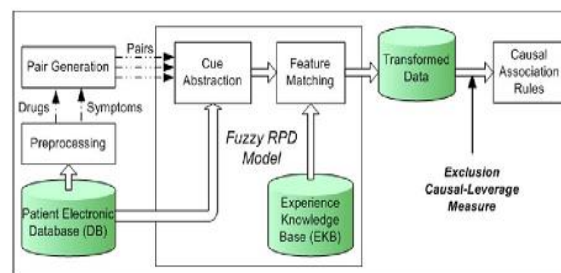 Pairs
Pair Generation
Cue
Abstraction
Feature
Matching
Transformed
Data
Causal
Association
Rules
Drugs
Symptoms
Preprocessing
Fuzzy RPD
Model
Exclusion
Causal-Leverage
Measure
Patient Electronic
Database (DB)
Experience
Knowledge
Base (EKB)